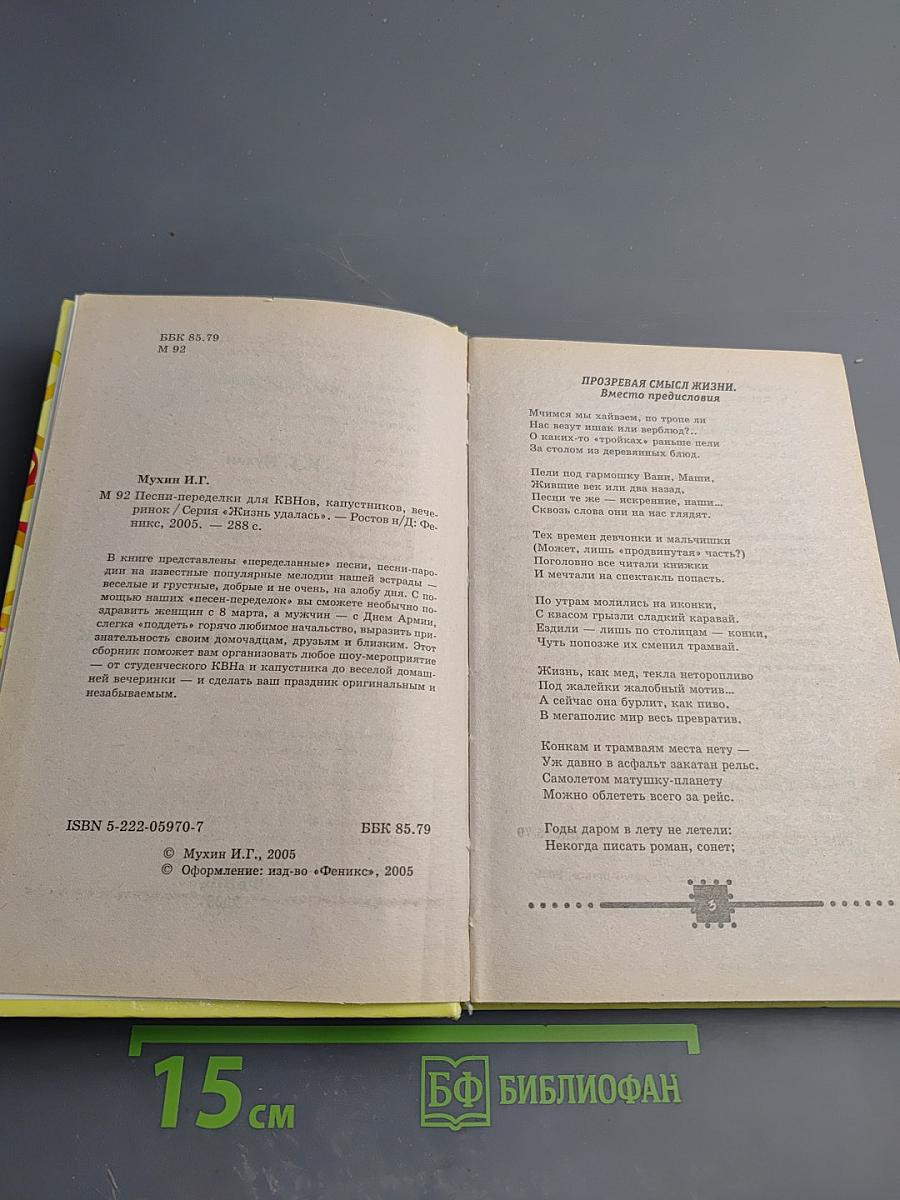 ББК 85.79
М 92
Мухин И.Г.
М 92 Песни-переделки для КВНов, капустников, вече-
ринок / Серия «Жизнь удалась». — Ростов н/Д: Фе-
никс, 2005. — 288 с.
В книге представлены «переделанные» песни, песни-паро-
дии на известные популярные мелодии нашей эстрады —
веселые и грустные, добрые и не очень, на злобу дня. С по-
мощью наших «песен-переделок» вы сможете необычно по-
здравить женщин с 8 марта, а мужчин — с Днем Армии,
слегка «поддеть» горячо любимое начальство, выразить при-
знательность своим домочадцам, друзьям и близким. Этот
сборник поможет вам организовать любое шоу-мероприятие
— от студенческого КВНа и капустника до веселой домаш-
ней вечеринки — и сделать ваш праздник оригинальным и
незабываемым.
ISBN 5-222-05970-7
ББК 85.79
© Мухин И.Г., 2005
© Оформление: изд-во «Феникс», 2005
ПРОЗРЕВАЯ СМЫСЛ ЖИЗНИ.
Вместо предисловия
Мчимся мы хайвэем, по тропе ли
Нас везут ишак или верблюд?..
О каких-то «тройках» раньше пели
За столом из деревянных блюд.
Пели под гармошку Вани, Маши,
Жившие век или два назад,
Песни те же — искренние, наши...
Сквозь слова они на нас глядят.
Тех времен девчонки и мальчишки
(Может, лишь «продвинутая» часть?)
Поголовно все читали книжки
И мечтали на спектакль попасть.
По утрам молились на иконки,
С квасом грызли сладкий каравай.
Ездили — лишь по столицам — конки,
Чуть попозже их сменил трамвай.
Жизнь, как мед, текла неторопливо
Под жалейки жалобный мотив...
А сейчас она бурлит, как пиво.
В мегаполис мир весь превратив.
Конкам и трамваям места нету —
Уж давно в асфальт закатан рельс.
Самолетом матушку-планету
Можно облететь всего за рейс.
Годы даром в лету не летели:
Некогда писать роман, сонет;
3
15 см
БФ БИБЛИОФАН